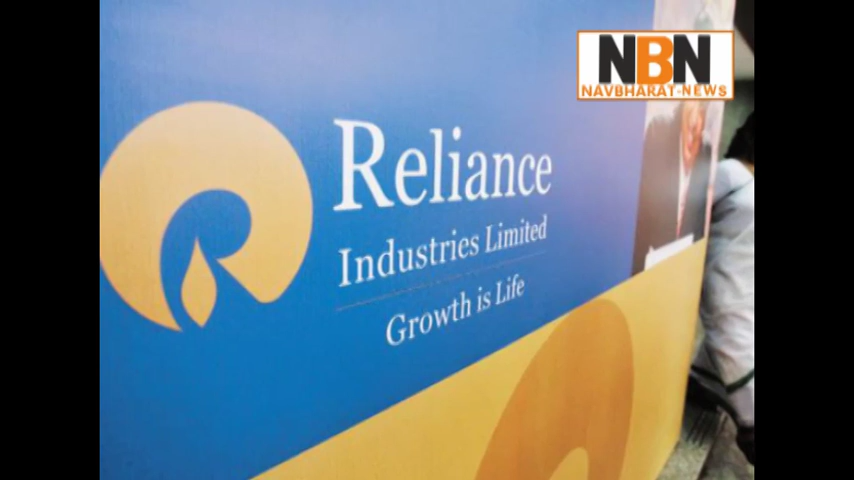 NBN
NAVBHARAT-NEWS
Reliance
Industries Limited
Growth is Life